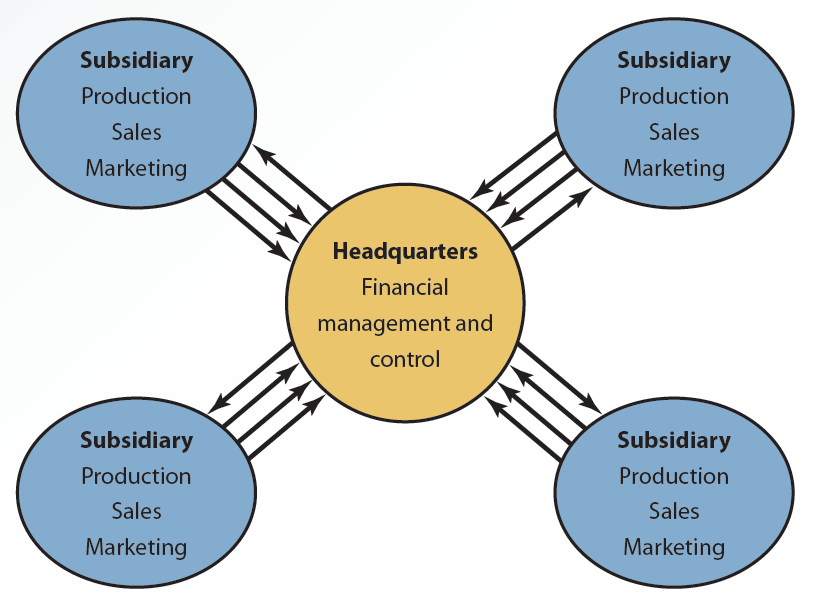 Subsidiary
Production
Sales
Marketing
Subsidiary
Production
Sales
Marketing
Headquarters
Financial
management and
control
Subsidiary
Production
Sales
Marketing
Subsidiary
Production
Sales
Marketing